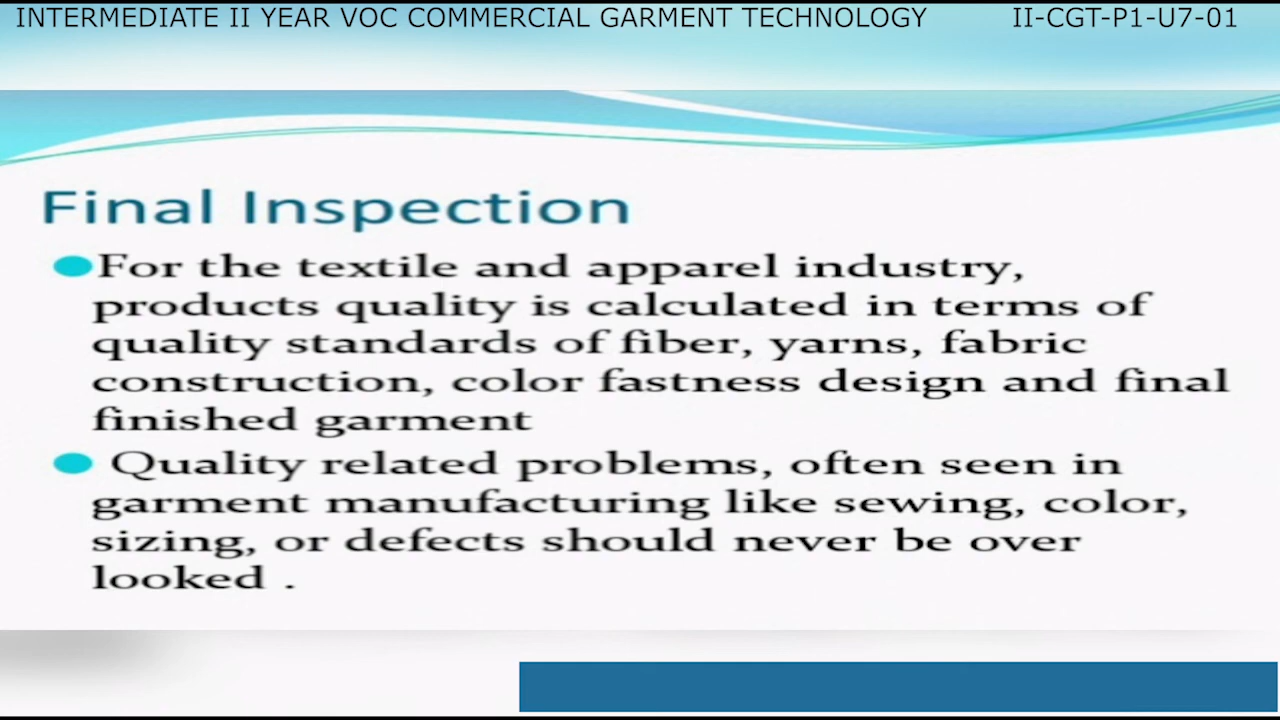 INTERMEDIATE II YEAR VOC COMMERCIAL GARMENT TECHNOLOGY II-CGT-P1-U7-01
Final Inspection
For the textile and apparel industry,
products quality is calculated in terms of
quality standards of fiber, yarns, fabric
construction, color fastness design and final
finished garment
Quality related problems, often seen in
garment manufacturing like sewing, color,
sizing, or defects should never be over
looked .